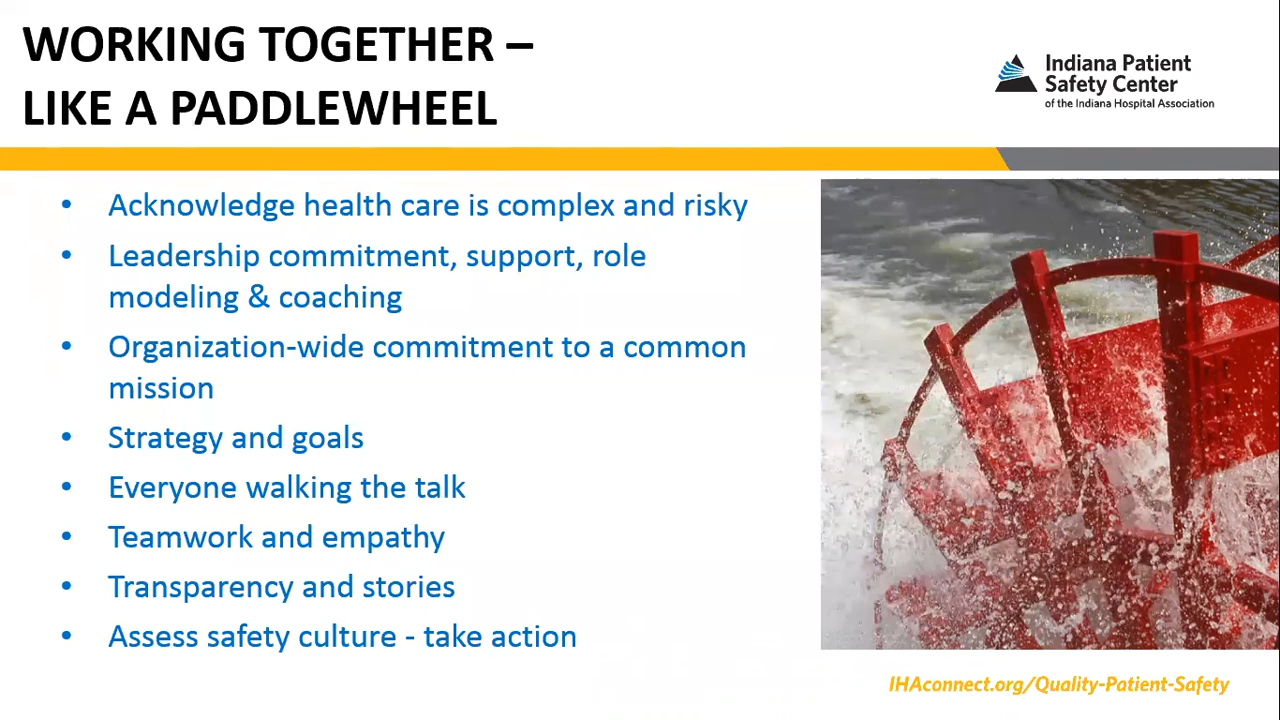 WORKING TOGETHER –
LIKE A PADDLEWHEEL
Indiana Patient
Safety Center
of the Indiana Hospital Association
• Acknowledge health care is complex and risky
• Leadership commitment, support, role
modeling & coaching
• Organization-wide commitment to a common
mission
• Strategy and goals
• Everyone walking the talk
• Teamwork and empathy
• Transparency and stories
• Assess safety culture - take action
IHAconnect.org/Quality-Patient-Safety